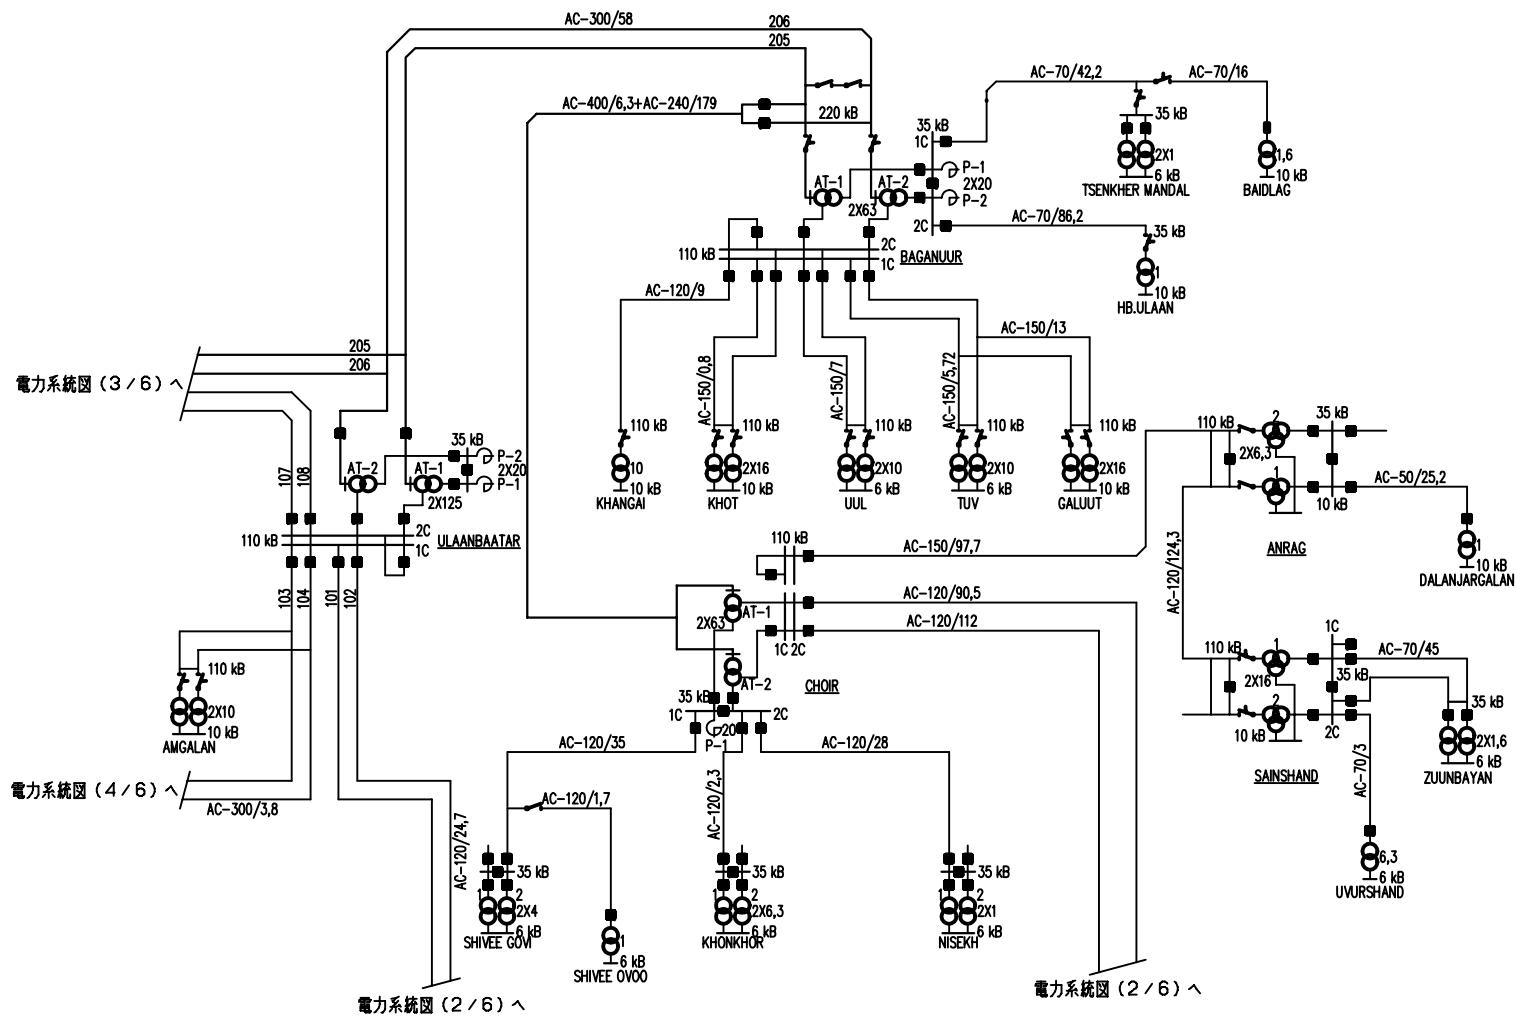 AC-300/58
206
205
AC-400/6,3+AC-240/179
220 kB
AC-70/42,2
AC-70/16
35 kB
2X1
6 kB
TSENKHER MANDAL
1,6
10 kB
BAIDLAG
35 kB
1C
P-1
2X20
P-2
2C
AT-1
AT-2
2X63
AC-70/86,2
35 kB
1
10 kB
HB.ULAAN
110 kB
2C
1C
BAGANUUR
AC-120/9
AC-150/0,8
AC-150/7
AC-150/5,72
AC-150/13
110 kB
10
10 kB
KHANGAI
110 kB
2X16
10 kB
KHOT
110 kB
2X10
6 kB
UUL
110 kB
2X10
6 kB
TUV
110 kB
2X16
10 kB
GALUUT
205
206
電力系統図(3/6)へ
107
108
35 kB
P-2
2X20
P-1
AT-2
AT-1
2X125
110 kB
2C
1C
ULAANBAATAR
103
104
101
102
110 kB
2X10
10 kB
AMGALAN
電力系統図(4/6)へ
AC-300/3,8
AC-120/24,7
電力系統図(2/6)へ
110 kB
AC-150/97,7
AC-120/90,5
AC-120/112
AT-1
2X63
1C 2C
AT-2
CHOIR
35 kB
1C
2C
20
P-1
AC-120/35
AC-120/1,7
AC-120/2,3
AC-120/28
35 kB
1
2
2X4
6 kB
SHIVEE GOVI
1
6 kB
SHIVEE OVOO
35 kB
1
2
2X6,3
6 kB
KHONKHOR
35 kB
1
2
2X1
6 kB
NISEKH
電力系統図(2/6)へ
110 kB
2
2X6,3
1
35 kB
10 kB
ANRAG
AC-50/25,2
1
10 kB
DALANJARGALAN
AC-120/124,3
110 kB
1
2X16
2
10 kB
1C
35 kB
2C
SAINSHAND
AC-70/45
35 kB
2X1,6
6 kB
ZUUNBAYAN
AC-70/3
6,3
6 kB
UVURSHAND